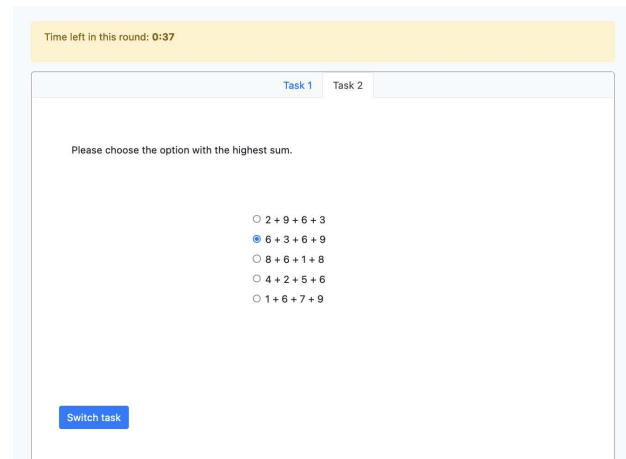 Time left in this round: 0:37
Task 1 Task 2
Please choose the option with the highest sum.
2 + 9 + 6 + 3
6 + 3 + 6 + 9
8 + 6 + 1 + 8
4 + 2 + 5 + 6
1 + 6 + 7 + 9
Switch task